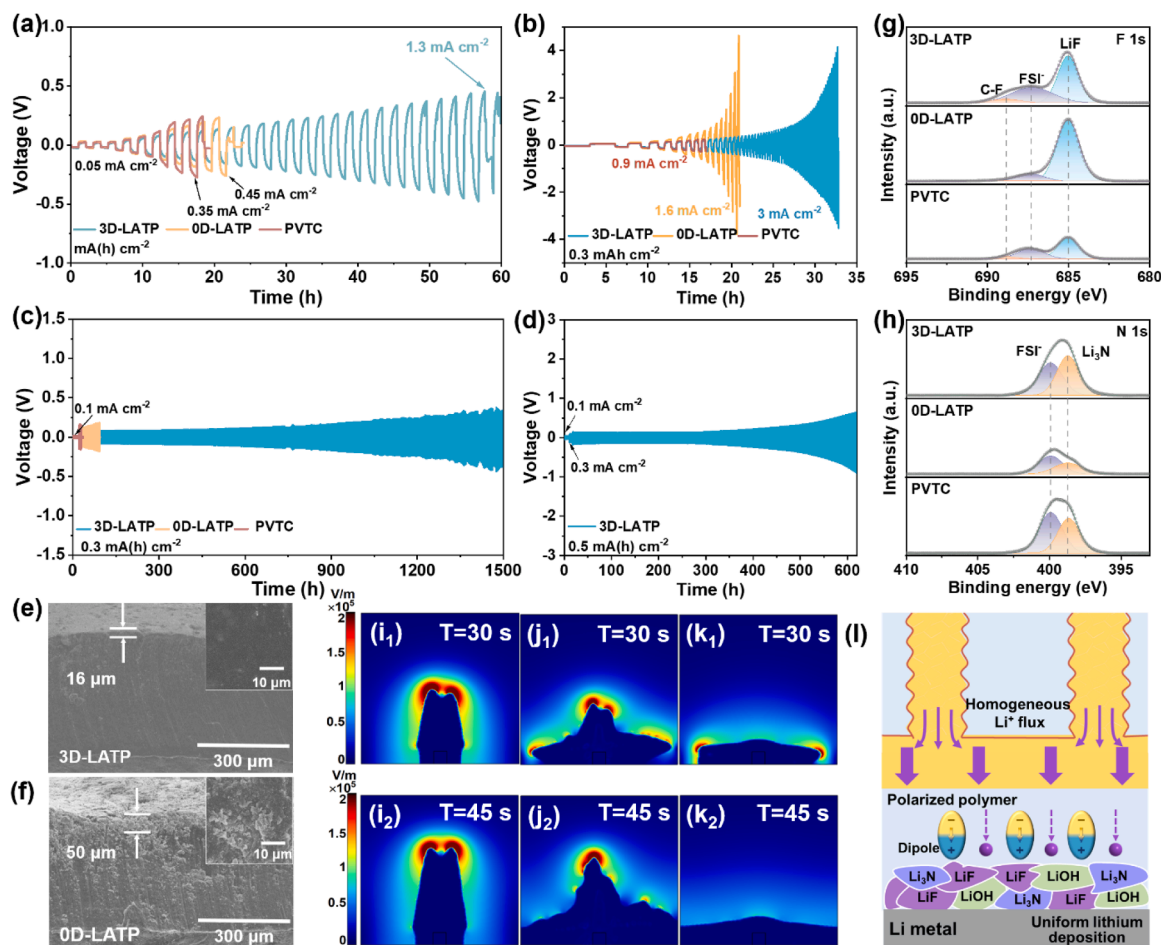 (a)
1.0
0.5
0.0
-0.5
-1.0
Voltage (V)
1.3 mA cm-2
0.05 mA cm-2
0.45 mA cm-2
0.35 mA cm-2
3D-LATP 0D-LATP PVTC
mA(h) cm-2
0 10 20 30 40 50 60
Time (h)
(b)
4
2
0
-2
-4
Voltage (V)
0.9 mA cm-2
1.6 mA cm-2
3 mA cm-2
3D-LATP 0D-LATP PVTC
0.3 mAh cm-2
0 5 10 15 20 25 30 35
Time (h)
(g)
3D-LATP
F 1s
LiF
FSI-
C-F
0D-LATP
PVTC
Intensity (a.u.)
695 690 685 680
Binding energy (eV)
(c)
1.5
1.0
0.5
0.0
-0.5
-1.0
-1.5
Voltage (V)
0.1 mA cm-2
3D-LATP 0D-LATP PVTC
0.3 mA(h) cm-2
0 300 600 900 1200 1500
Time (h)
(d)
3
2
1
0
-1
-2
-3
Voltage (V)
0.1 mA cm-2
0.3 mA cm-2
3D-LATP
0.5 mA(h) cm-2
0 100 200 300 400 500 600
Time (h)
(h)
N 1s
3D-LATP
FSI-
Li3N
0D-LATP
PVTC
Intensity (a.u.)
410 405 400 395
Binding energy (eV)
(e)
16 μm
10 μm
3D-LATP
300 μm
(f)
50 μm
10 μm
0D-LATP
300 μm
V/m
×10^5
2
1.5
1
0.5
0
(i1) T=30 s
(j1) T=30 s
(k1) T=30 s
V/m
×10^5
2
1.5
1
0.5
0
(i2) T=45 s
(j2) T=45 s
(k2) T=45 s
(l)
Homogeneous
Li+ flux
Polarized polymer
Dipole
− − −
+ + +
Li3N LiF LiF LiOH Li3N
LiF LiOH Li3N LiF LiOH
Li metal
Uniform lithium
deposition